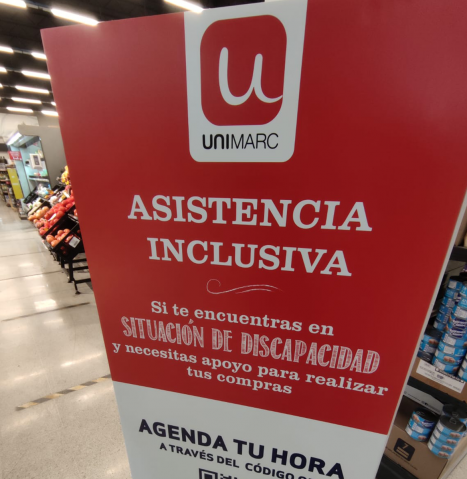 u
UNIMARC
ASISTENCIA
INCLUSIVA
Si te encuentras en
SITUACIÓN DE DISCAPACIDAD
y necesitas apoyo para realizar
tus compras
AGENDA TU HORA
A TRAVÉS DEL CÓDIGO